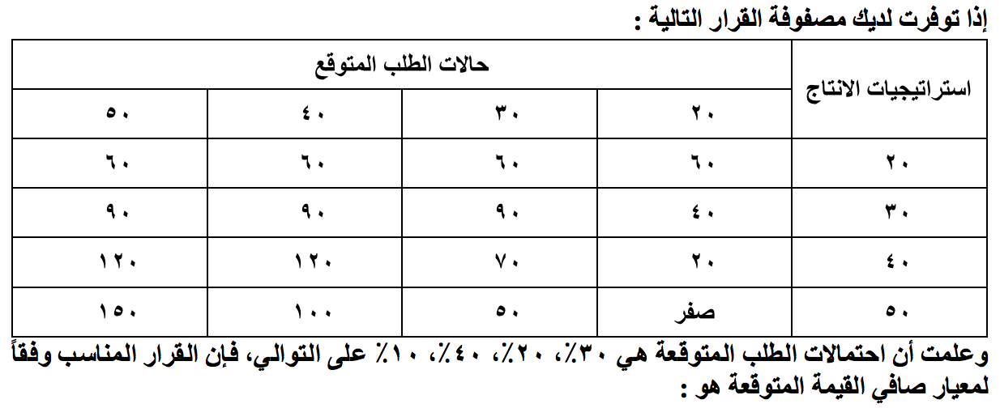 إذا توفرت لديك مصفوفة القرار التالية :
استراتيجيات الانتاج
حالات الطلب المتوقع
٢٠ ٣٠ ٤٠ ٥٠
٢٠ ٦٠ ٦٠ ٦٠ ٦٠
٣٠ ٤٠ ٩٠ ٩٠ ٩٠
٤٠ ٢٠ ٧٠ ١٢٠ ١٢٠
٥٠ صفر ٥٠ ١٠٠ ١٥٠
وعلمت أن احتمالات الطلب المتوقعة هي ٣٠٪، ٢٠٪، ٤٠٪، ١٠٪ على التوالي، فإن القرار المناسب وفقاً
لمعيار صافي القيمة المتوقعة هو :